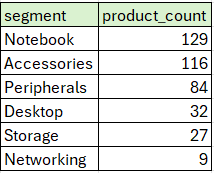 segment product_count
Notebook 129
Accessories 116
Peripherals 84
Desktop 32
Storage 27
Networking 9